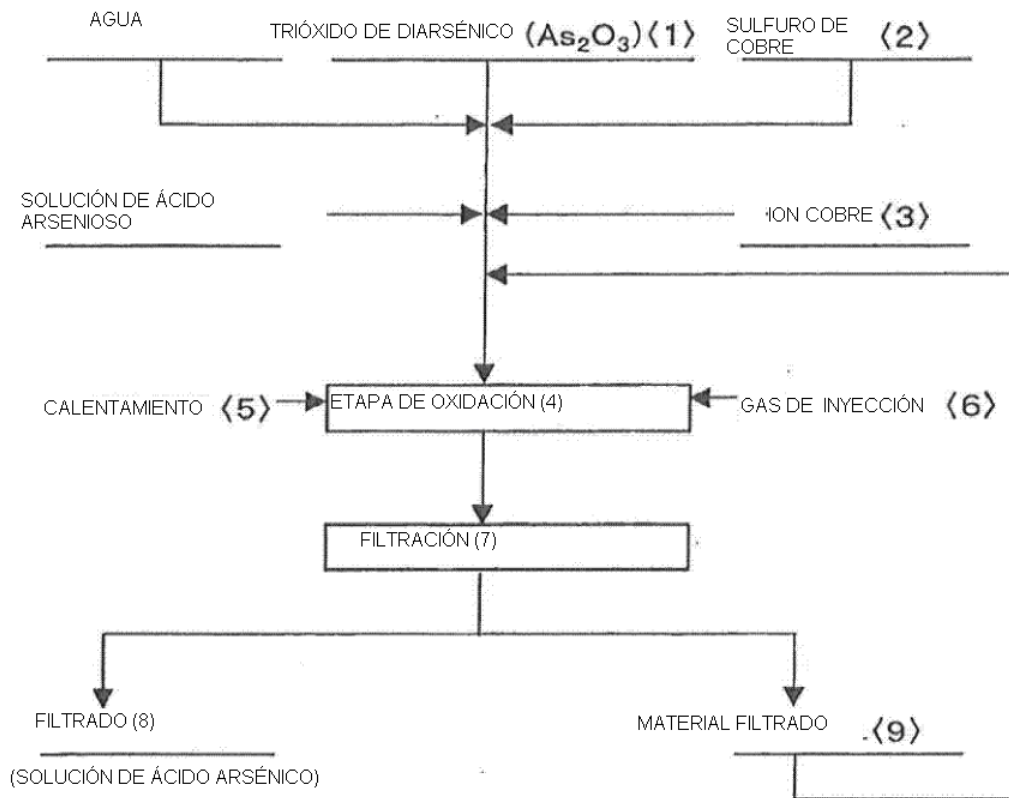 AGUA
TRIÓXIDO DE DIARSÉNICO (As₂O₃) ⟨1⟩
SULFURO DE
COBRE ⟨2⟩
SOLUCIÓN DE ÁCIDO
ARSENIOSO
ION COBRE ⟨3⟩
CALENTAMIENTO ⟨5⟩
ETAPA DE OXIDACIÓN (4)
GAS DE INYECCIÓN ⟨6⟩
FILTRACIÓN (7)
FILTRADO (8)
MATERIAL FILTRADO ⟨9⟩
(SOLUCIÓN DE ÁCIDO ARSÉNICO)